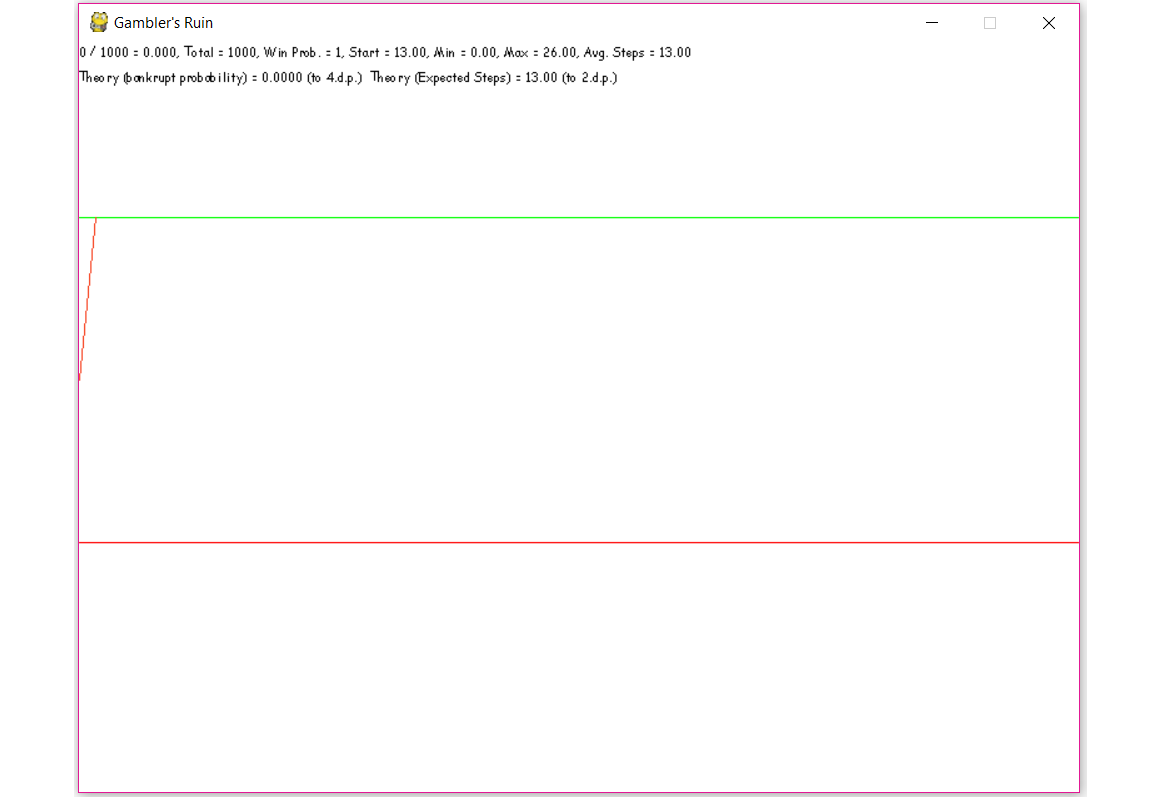 Gambler's Ruin
0 / 1000 = 0.000, Total = 1000, Win Prob. = 1, Start = 13.00, Min = 0.00, Max = 26.00, Avg. Steps = 13.00
Theory (bankrupt probability) = 0.0000 (to 4.d.p.) Theory (Expected Steps) = 13.00 (to 2.d.p.)